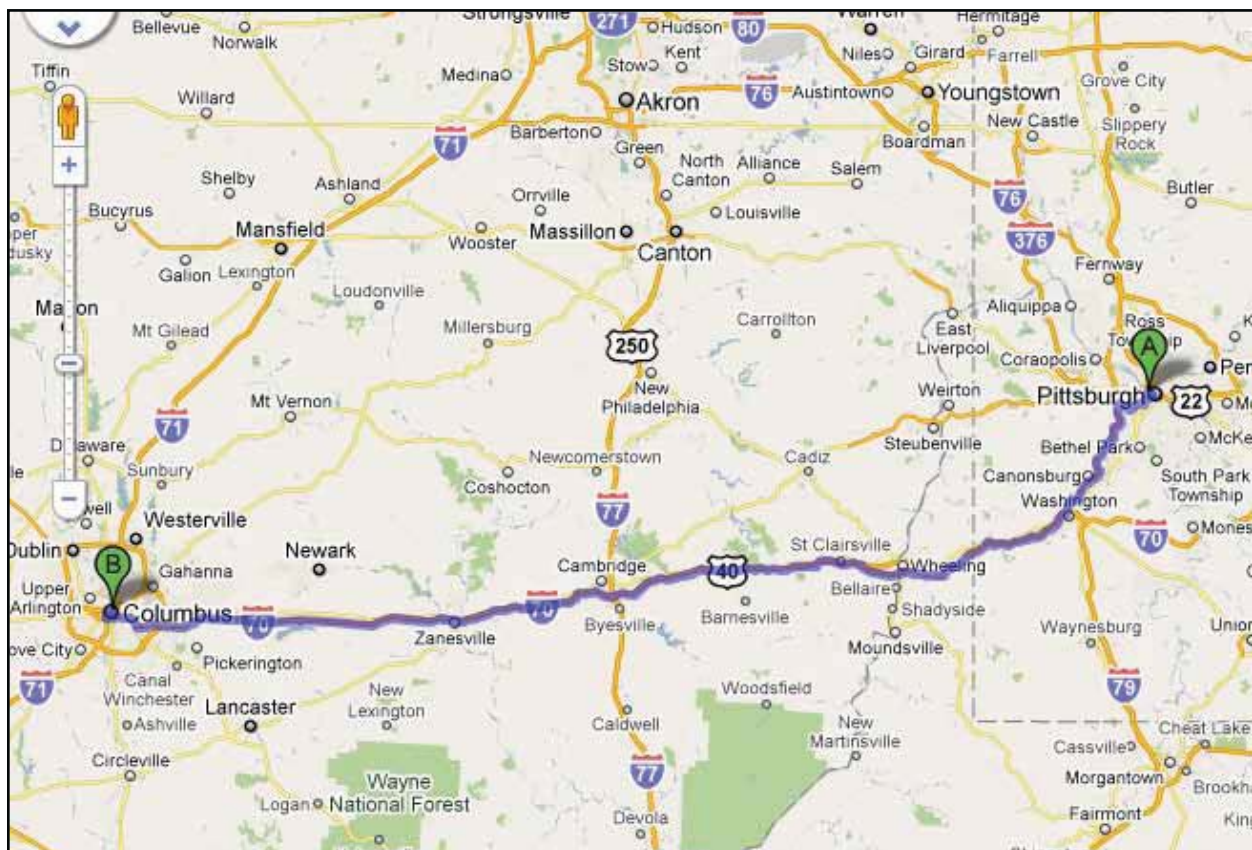 Bellevue
Norwalk
Strongsville
271
Hudson
80
Warren
Hermitage
Tiffin
Medina
Stow
Kent
Niles
Girard
Farrell
Grove City
Willard
Akron
76
Austintown
Youngstown
New Castle
Slippery
Rock
Barberton
71
Green
Boardman
North
Canton
Alliance
Salem
Shelby
Ashland
Orrville
Louisville
76
Butler
Bucyrus
Mansfield
Wooster
Massillon
Canton
376
Galion
Lexington
Fernway
Loudonville
Aliquippa
Mt Gilead
Millersburg
250
Carrollton
East
Liverpool
Ross
Township
A
Coraopolis
New
Philadelphia
Weirton
Pittsburgh
22
Mt Vernon
71
Steubenville
Bethel Park
Sunbury
Newcomerstown
Cadiz
Coshocton
Canonsburg
South Park
Township
77
Washington
Westerville
70
Dublin
Newark
St Clairsville
B
Gahanna
Cambridge
40
Wheeling
Upper
Arlington
Columbus
70
70
Bellaire
Shadyside
Byesville
Barnesville
Zanesville
Waynesburg
Pickerington
Moundsville
71
Canal
Winchester
79
Lancaster
New
Lexington
Woodsfield
Ashville
Caldwell
New
Martinsville
Cheat Lake
Cassville
Circleville
77
Morgantown
Wayne
National Forest
Logan
Devola
Fairmont